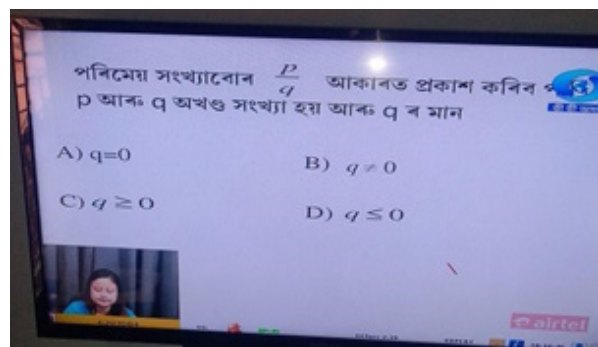 পৰিমেয় সংখ্যাবোৰ p/q আকাৰত প্ৰকাশ কৰিব
p আৰু q অখণ্ড সংখ্যা হয় আৰু q ৰ মান
A) q=0
B) q≠0
C) q≥0
D) q≤0
airtel